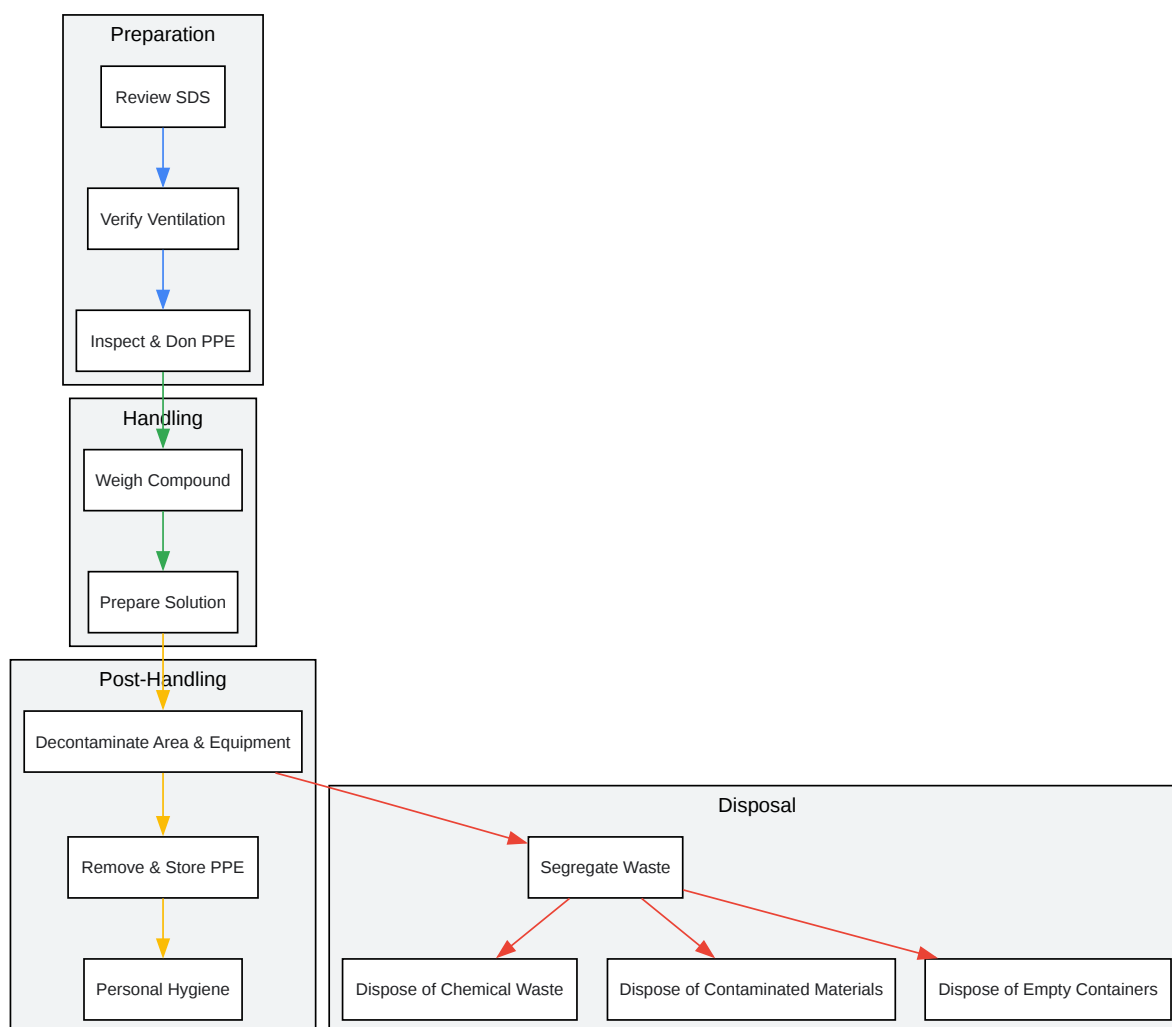 Preparation
Review SDS
Verify Ventilation
Inspect & Don PPE
Handling
Weigh Compound
Prepare Solution
Post-Handling
Decontaminate Area & Equipment
Remove & Store PPE
Personal Hygiene
Disposal
Segregate Waste
Dispose of Chemical Waste
Dispose of Contaminated Materials
Dispose of Empty Containers